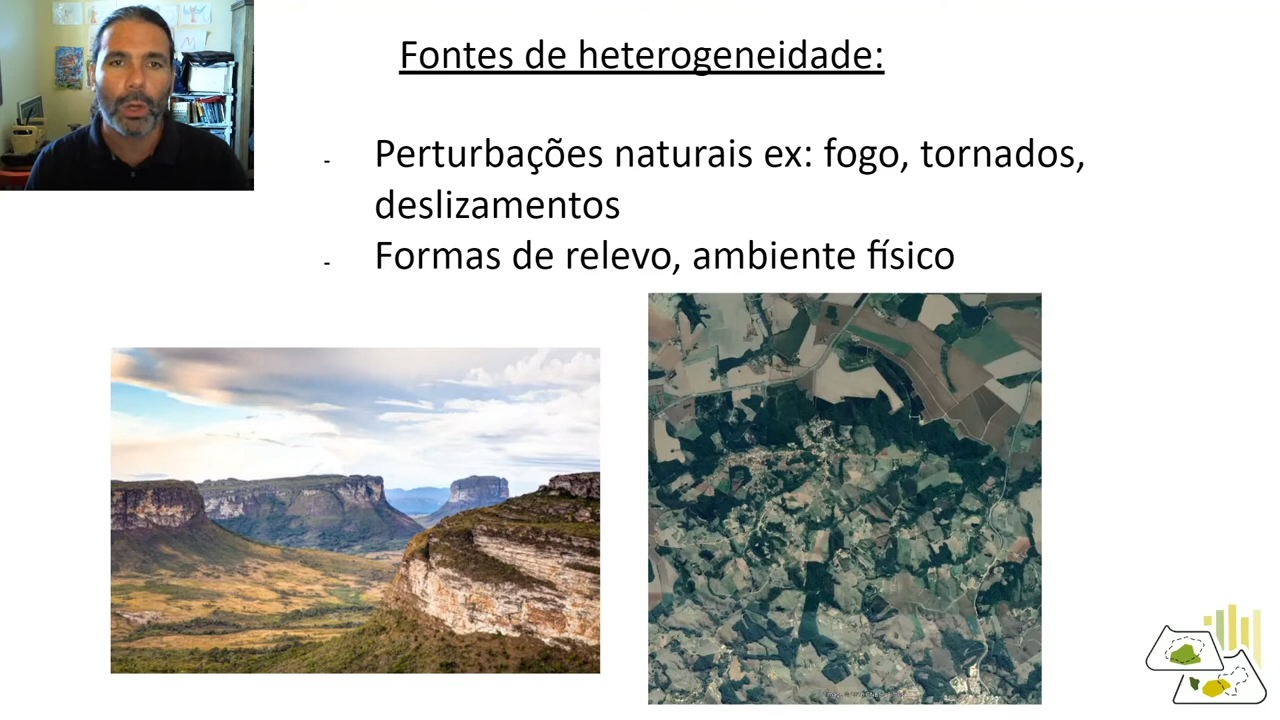 Fontes de heterogeneidade:
- Perturbações naturais ex: fogo, tornados,
deslizamentos
- Formas de relevo, ambiente físico